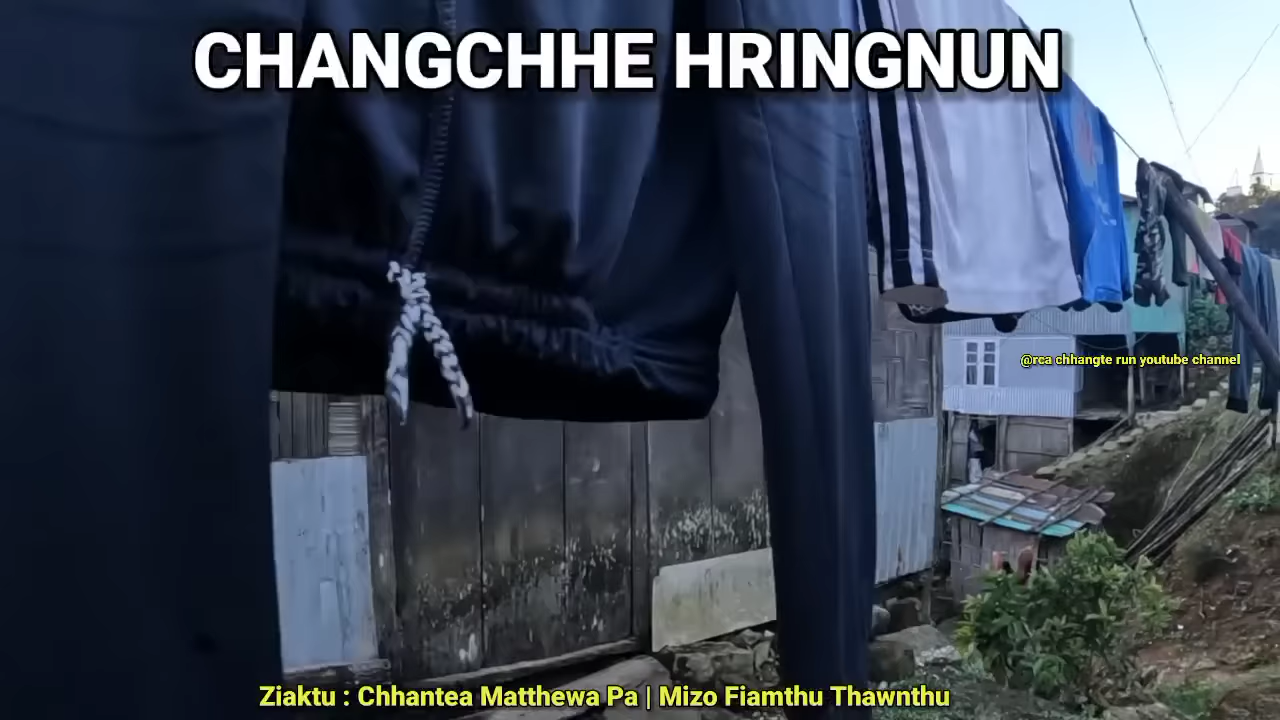 CHANGCHHE HRINGNUN
@rca chhangte run youtube channel
Ziaktu : Chhantea Matthewa Pa | Mizo Fiamthu Thawnthu